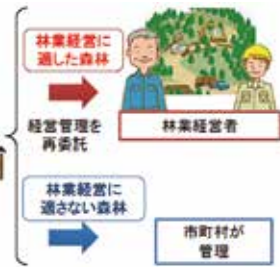 林業経営に
適した森林
経営管理を
再委託
林業経営者
林業経営に
適さない森林
市町村が
管理